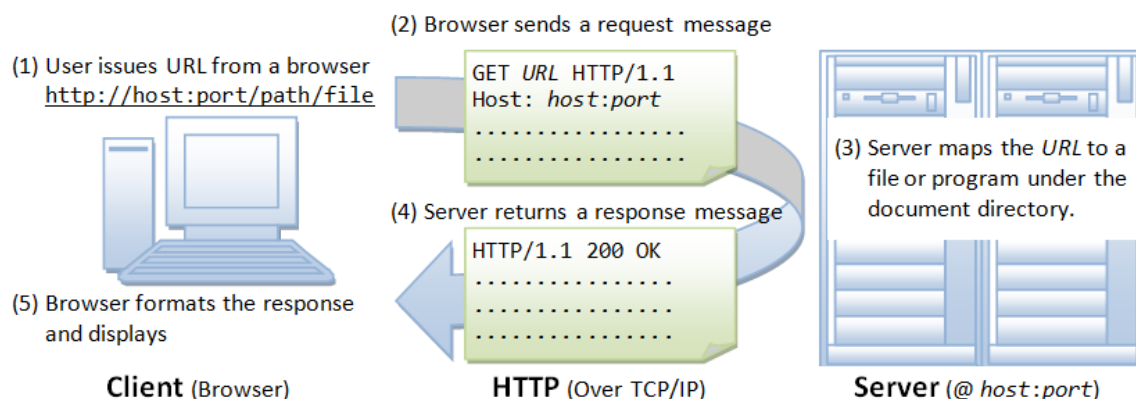 (1) User issues URL from a browser
http://host:port/path/file
(2) Browser sends a request message
GET URL HTTP/1.1
Host: host:port
.................
.................
(3) Server maps the URL to a
file or program under the
document directory.
(4) Server returns a response message
HTTP/1.1 200 OK
................
................
................
(5) Browser formats the response
and displays
Client (Browser)
HTTP (Over TCP/IP)
Server (@ host:port)